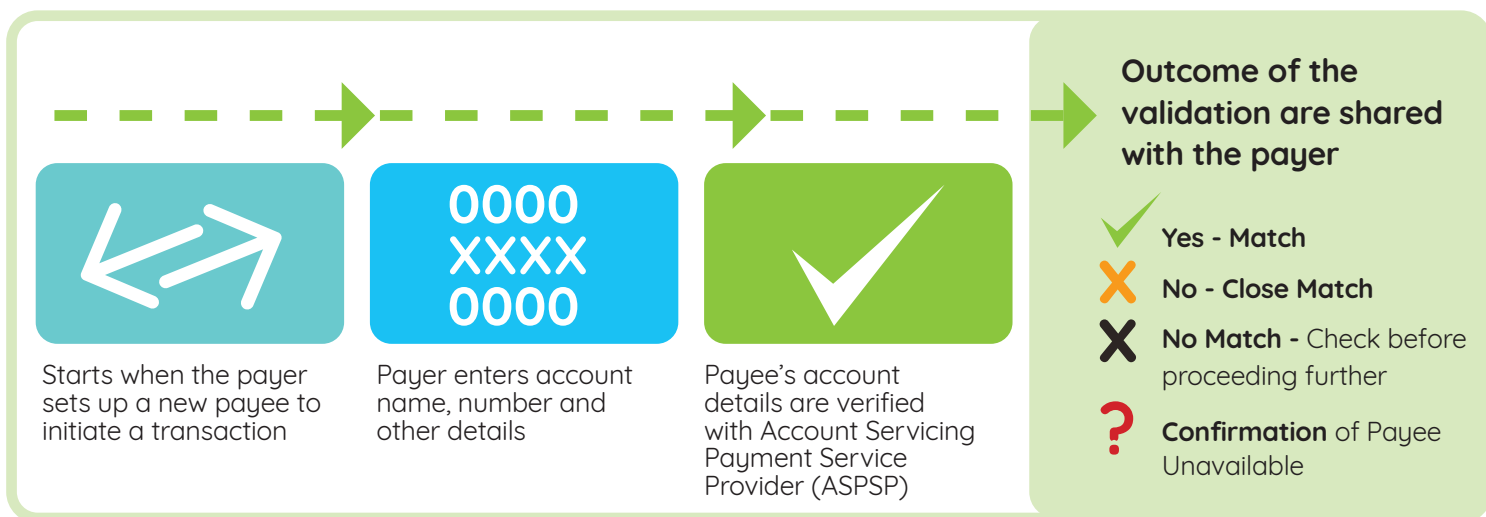 0000
XXXX
0000
Starts when the payer
sets up a new payee to
initiate a transaction
Payer enters account
name, number and
other details
Payee's account
details are verified
with Account Servicing
Payment Service
Provider (ASPSP)
Outcome of the
validation are shared
with the payer
Yes - Match
No - Close Match
No Match - Check before
proceeding further
Confirmation of Payee
Unavailable